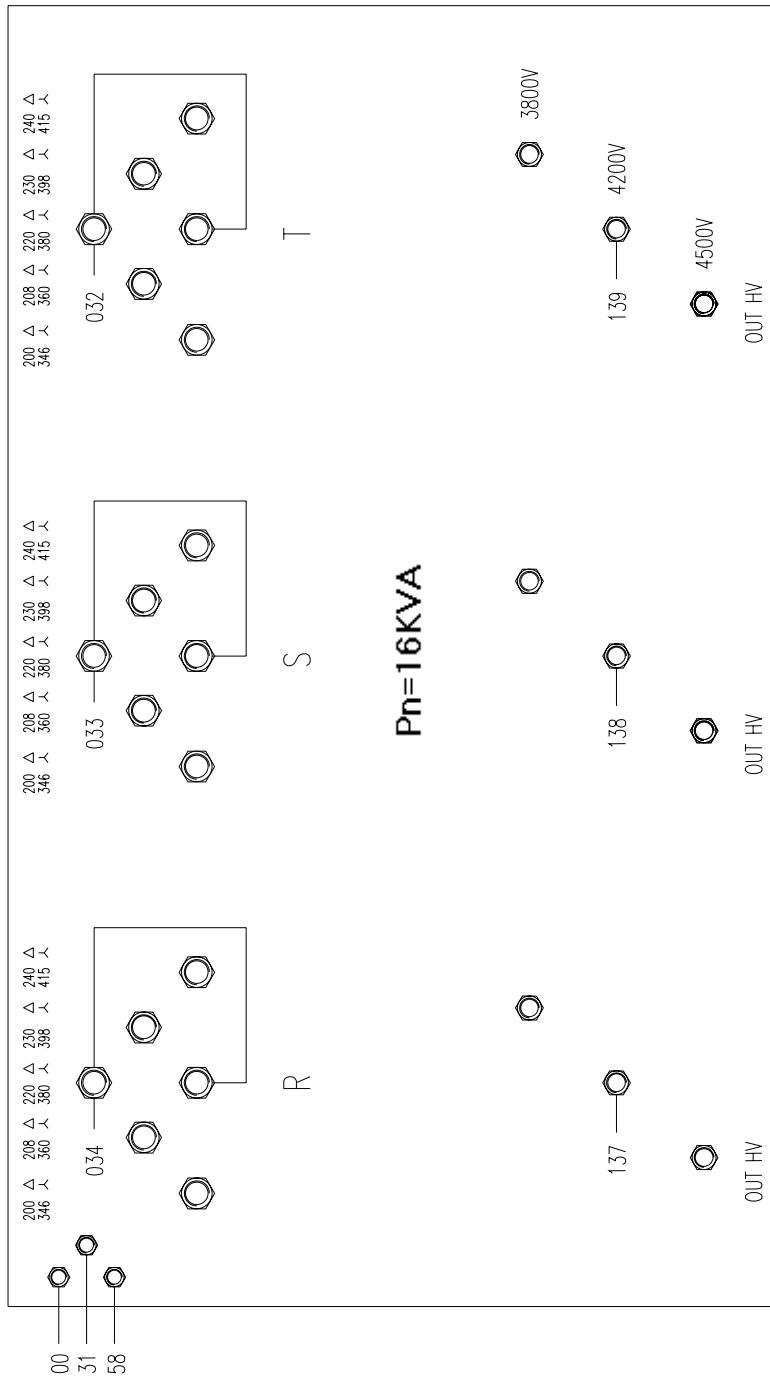 200 △ 208 △ 220 △ 230 △ 240 △
346 Y 360 Y 380 Y 398 Y 415 Y
200 △ 208 △ 220 △ 230 △ 240 △
346 Y 360 Y 380 Y 398 Y 415 Y
200 △ 208 △ 220 △ 230 △ 240 △
346 Y 360 Y 380 Y 398 Y 415 Y
00
31
58
034
033
032
R
S
T
Pn=16KVA
3800V
137
138
139
4200V
4500V
OUT HV
OUT HV
OUT HV